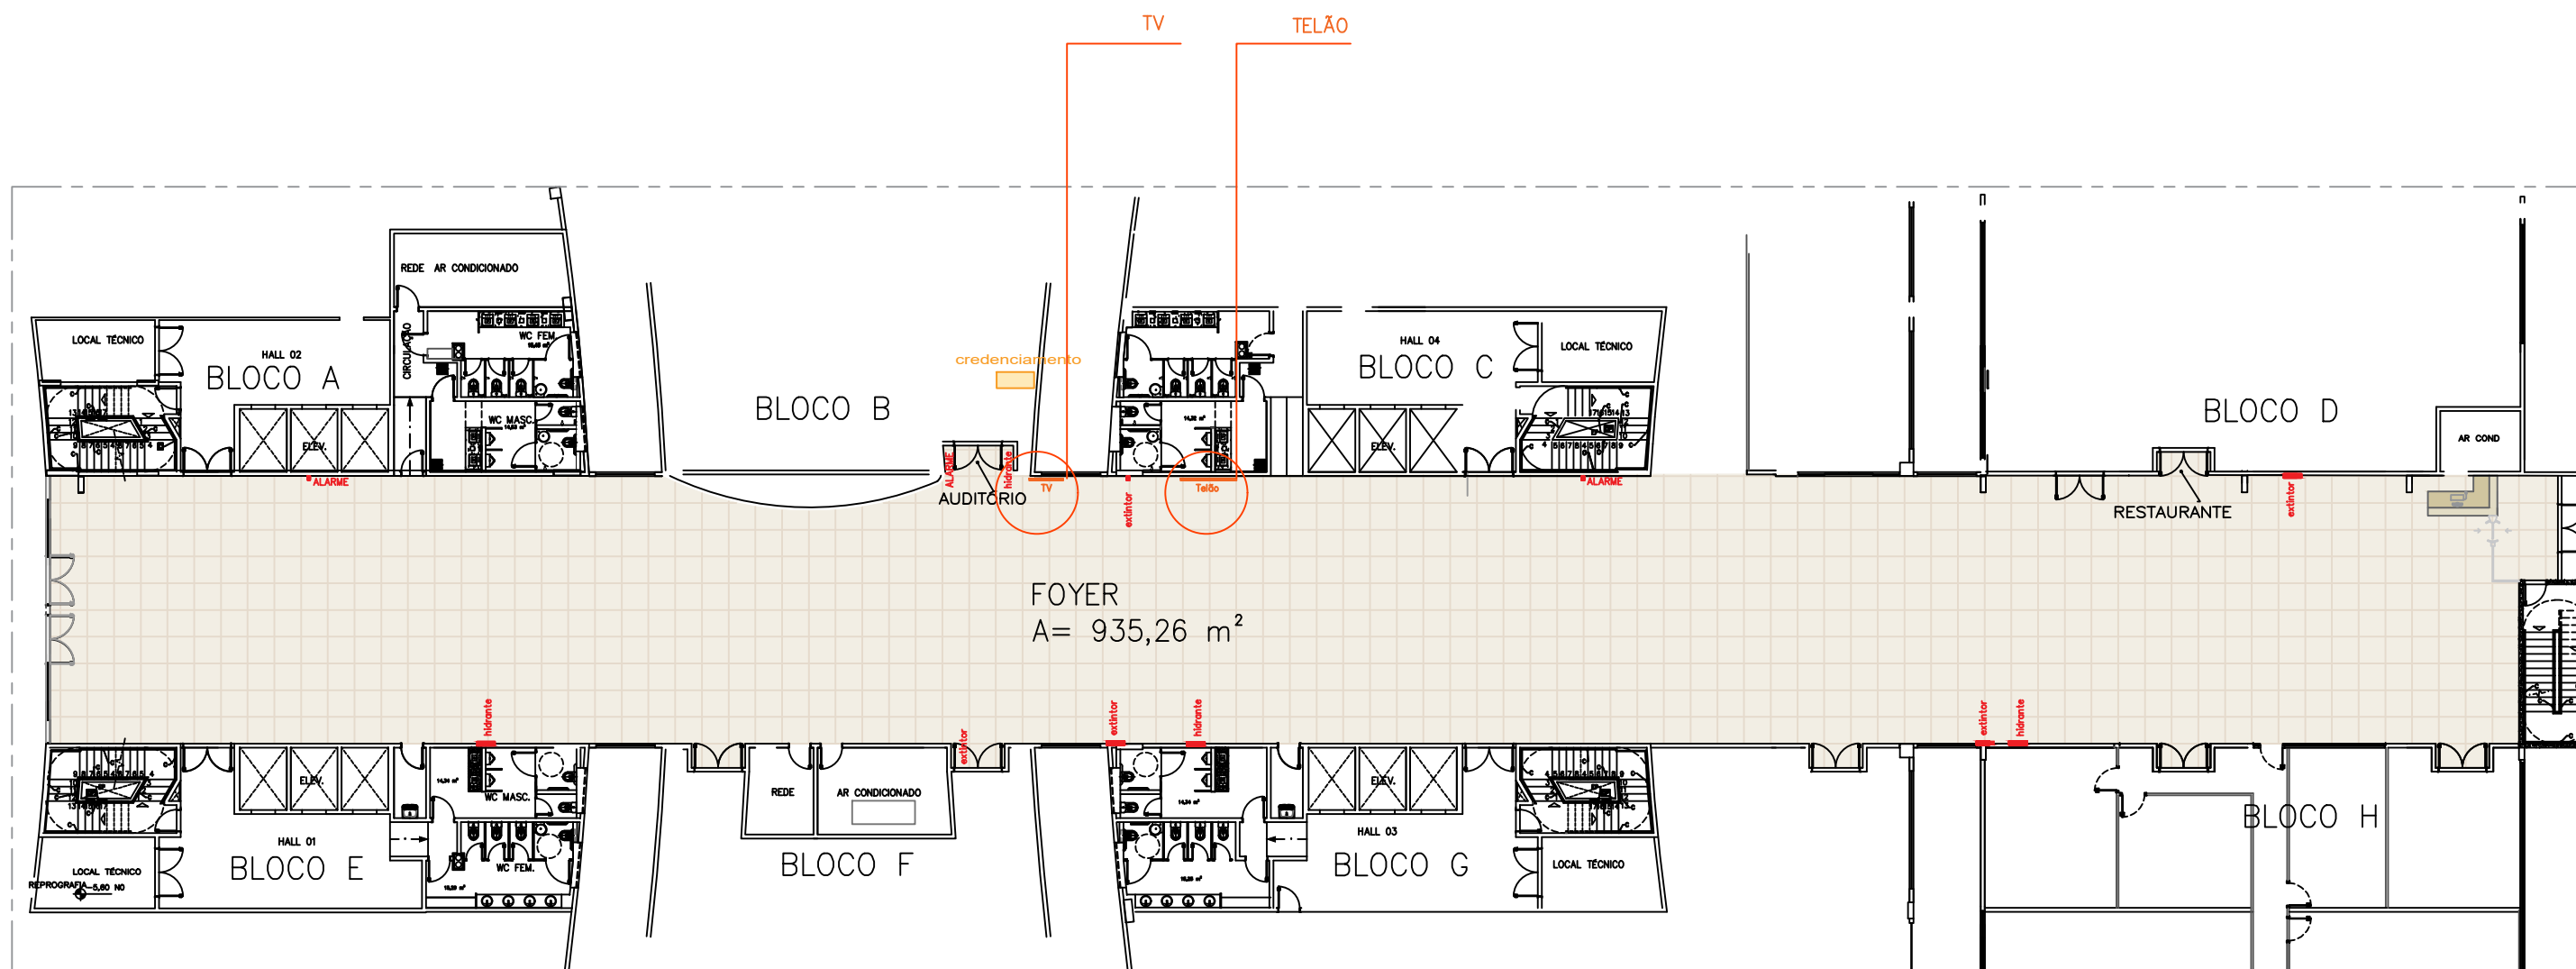 TV
TELÃO
REDE AR CONDICIONADO
LOCAL TÉCNICO
HALL 02
BLOCO A
CIRCULAÇÃO
WC FEM.
WC MASC.
ELEV.
ALARME
BLOCO B
credenciamento
ALARME
hidrante
AUDITÓRIO
TV
extintor
Telão
HALL 04
BLOCO C
LOCAL TÉCNICO
ELEV.
ALARME
BLOCO D
AR COND
RESTAURANTE
extintor
FOYER
A= 935,26 m²
hidrante
extintor
extintor
hidrante
extintor
hidrante
ELEV.
WC MASC.
WC FEM.
HALL 01
BLOCO E
LOCAL TÉCNICO
REPROGRAFIA
-5,60 N0
REDE
AR CONDICIONADO
BLOCO F
ELEV.
HALL 03
BLOCO G
LOCAL TÉCNICO
BLOCO H